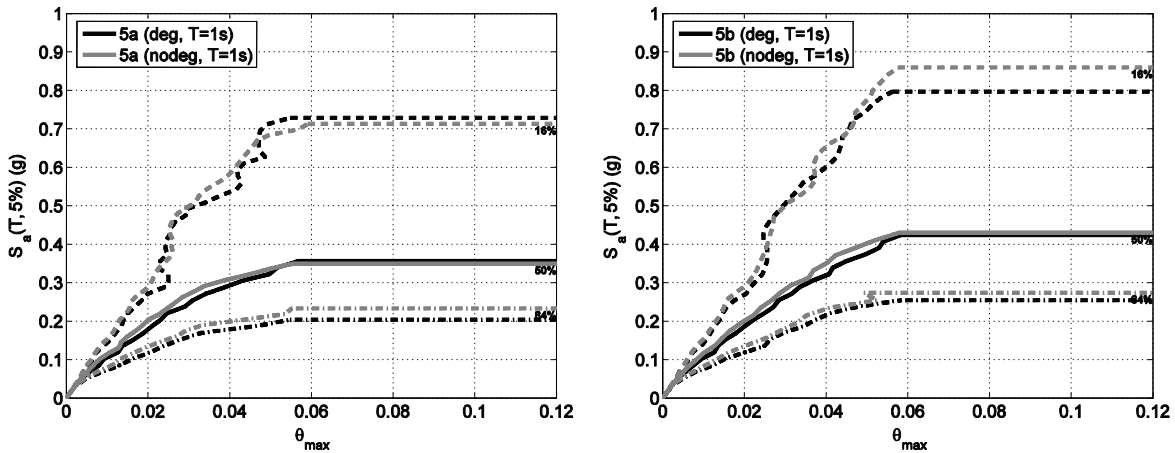 1
0.9
0.8
0.7
0.6
0.5
0.4
0.3
0.2
0.1
0
S_a(T, 5%) (g)
5a (deg, T=1s)
5a (nodeg, T=1s)
16%
50%
84%
0 0.02 0.04 0.06 0.08 0.1 0.12
θ_max
1
0.9
0.8
0.7
0.6
0.5
0.4
0.3
0.2
0.1
0
S_a(T, 5%) (g)
5b (deg, T=1s)
5b (nodeg, T=1s)
16%
50%
84%
0 0.02 0.04 0.06 0.08 0.1 0.12
θ_max